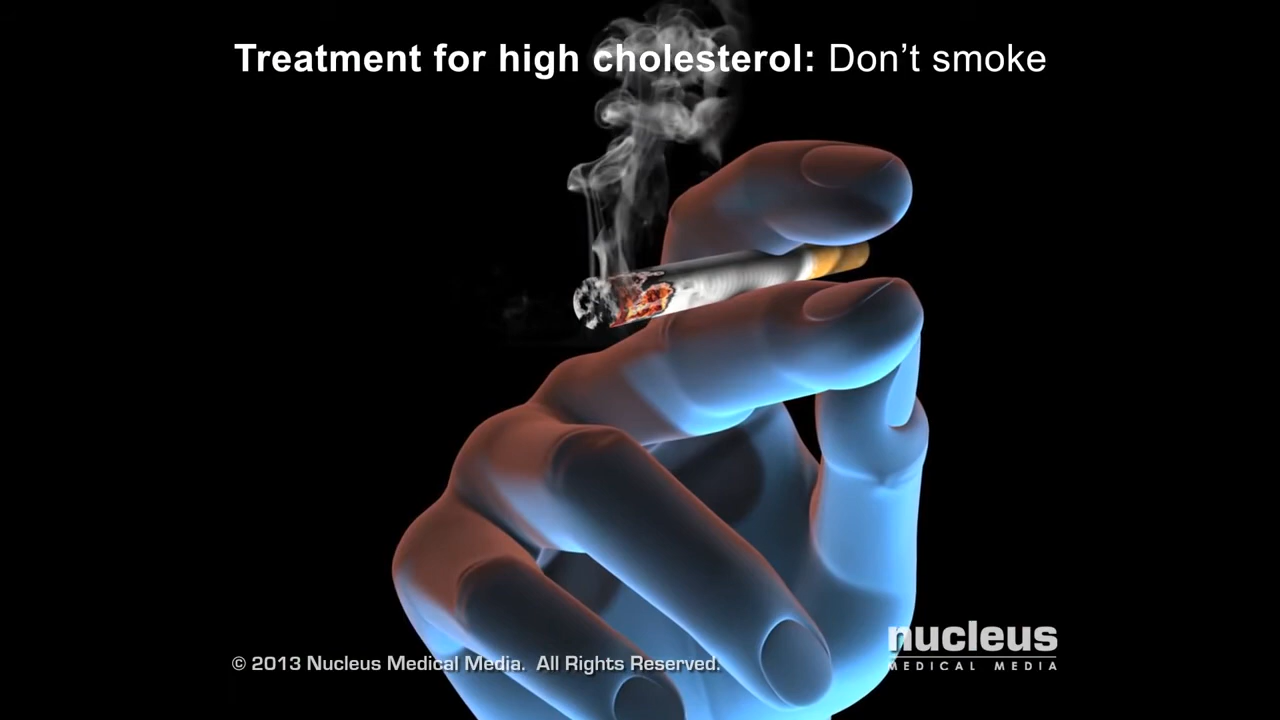 Treatment for high cholesterol: Don’t smoke
© 2013 Nucleus Medical Media. All Rights Reserved.
nucleus
MEDICAL MEDIA